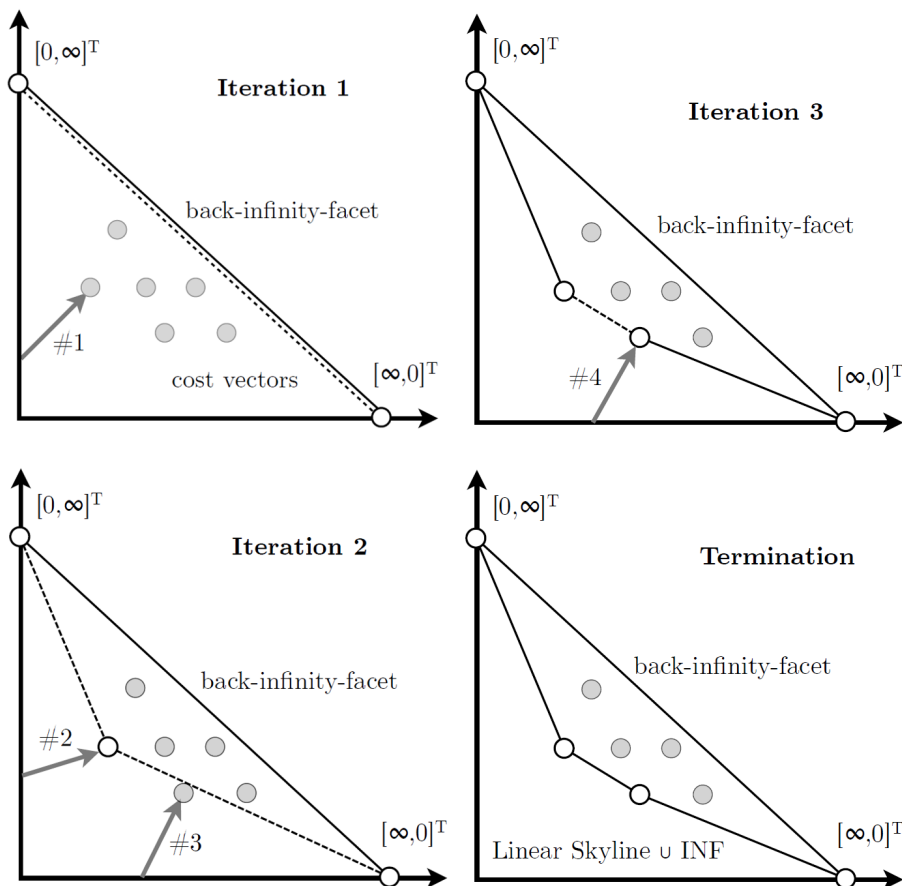 [0,∞]ᵀ
Iteration 1
back-infinity-facet
#1
cost vectors
[∞,0]ᵀ
[0,∞]ᵀ
Iteration 3
back-infinity-facet
#4
[∞,0]ᵀ
[0,∞]ᵀ
Iteration 2
back-infinity-facet
#2
#3
[∞,0]ᵀ
[0,∞]ᵀ
Termination
back-infinity-facet
[∞,0]ᵀ
Linear Skyline ∪ INF